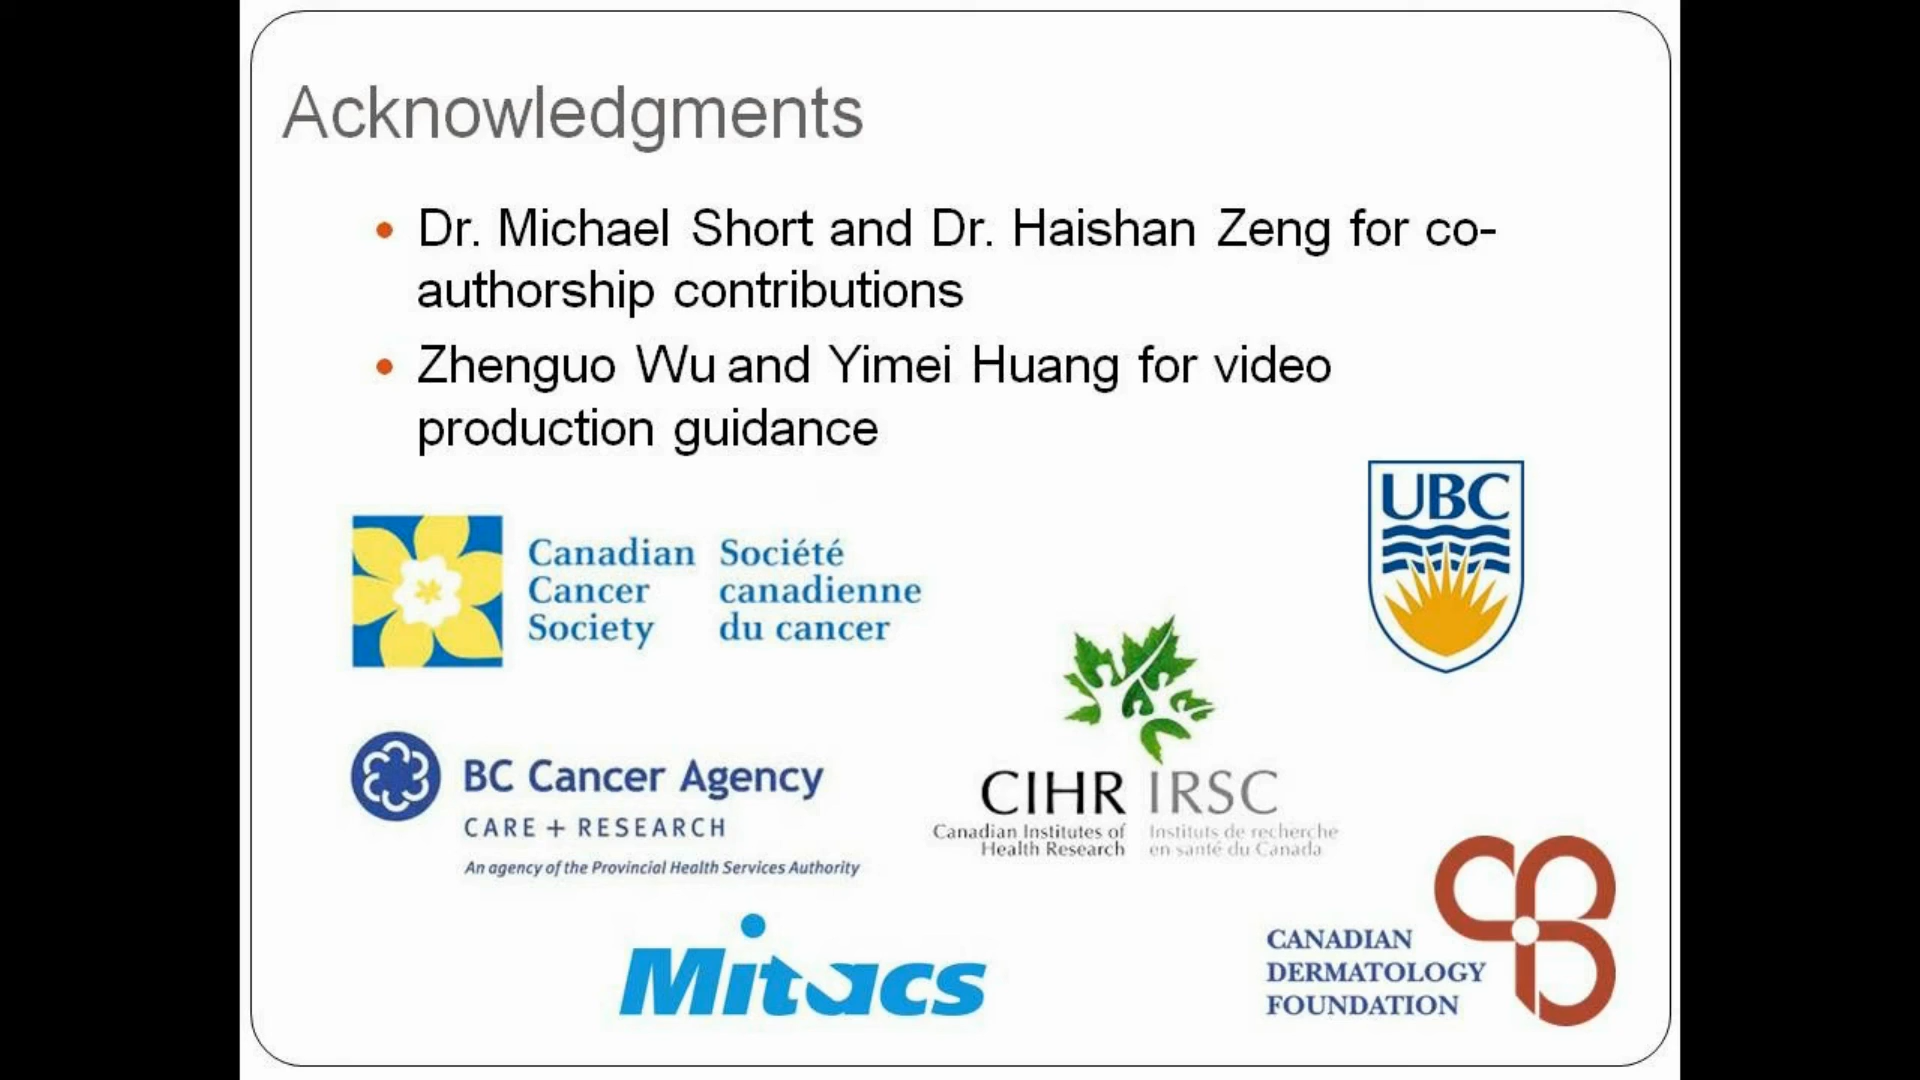 Acknowledgments
Dr. Michael Short and Dr. Haishan Zeng for co-
authorship contributions
Zhenguo Wu and Yimei Huang for video
production guidance
UBC
Canadian Société
Cancer canadienne
Society du cancer
BC Cancer Agency
CARE + RESEARCH
An agency of the Provincial Health Services Authority
CIHR IRSC
Canadian Institutes of Instituts de recherche
Health Research en santé du Canada
Mitacs
CANADIAN
DERMATOLOGY
FOUNDATION